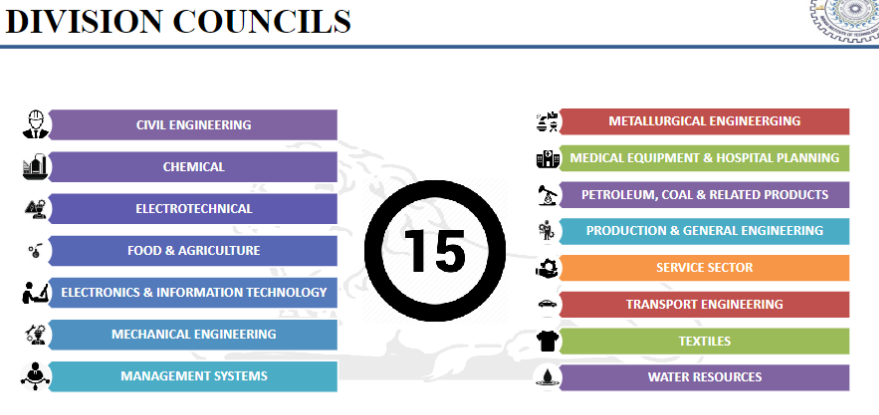 DIVISION COUNCILS
CIVIL ENGINEERING
CHEMICAL
ELECTROTECHNICAL
FOOD & AGRICULTURE
ELECTRONICS & INFORMATION TECHNOLOGY
MECHANICAL ENGINEERING
MANAGEMENT SYSTEMS
15
METALLURGICAL ENGINEERGING
MEDICAL EQUIPMENT & HOSPITAL PLANNING
PETROLEUM, COAL & RELATED PRODUCTS
PRODUCTION & GENERAL ENGINEERING
SERVICE SECTOR
TRANSPORT ENGINEERING
TEXTILES
WATER RESOURCES